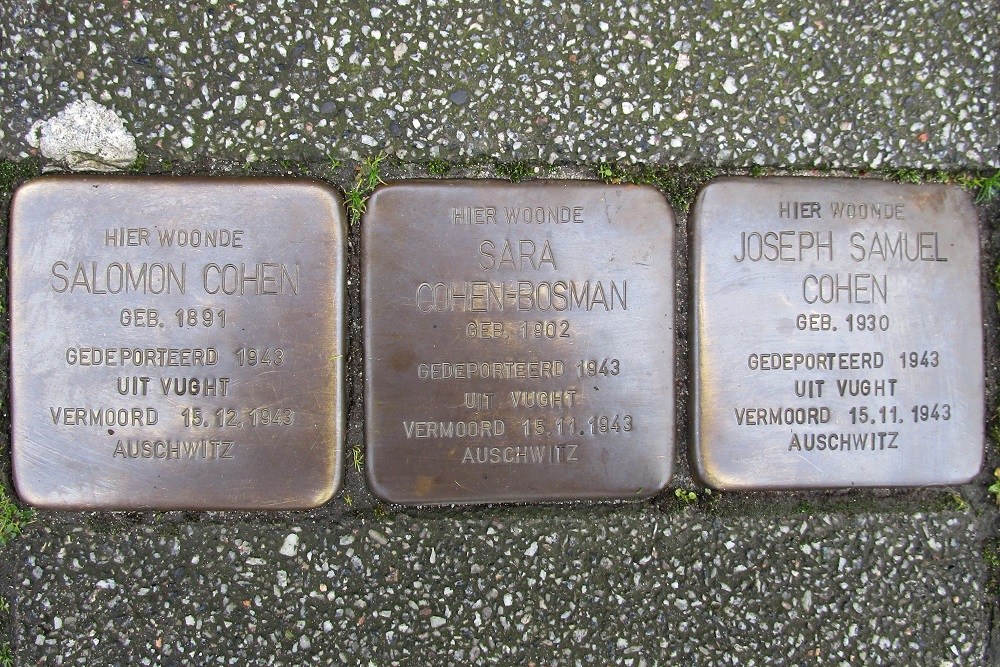 HIER WOONDE
SALOMON COHEN
GEB. 1891
GEDEPORTEERD 1943
UIT VUGHT
VERMOORD 15.12.1943
AUSCHWITZ
HIER WOONDE
SARA
COHEN-BOSMAN
GEB. 1902
GEDEPORTEERD 1943
UIT VUGHT
VERMOORD 15.11.1943
AUSCHWITZ
HIER WOONDE
JOSEPH SAMUEL
COHEN
GEB. 1930
GEDEPORTEERD 1943
UIT VUGHT
VERMOORD 15.11.1943
AUSCHWITZ